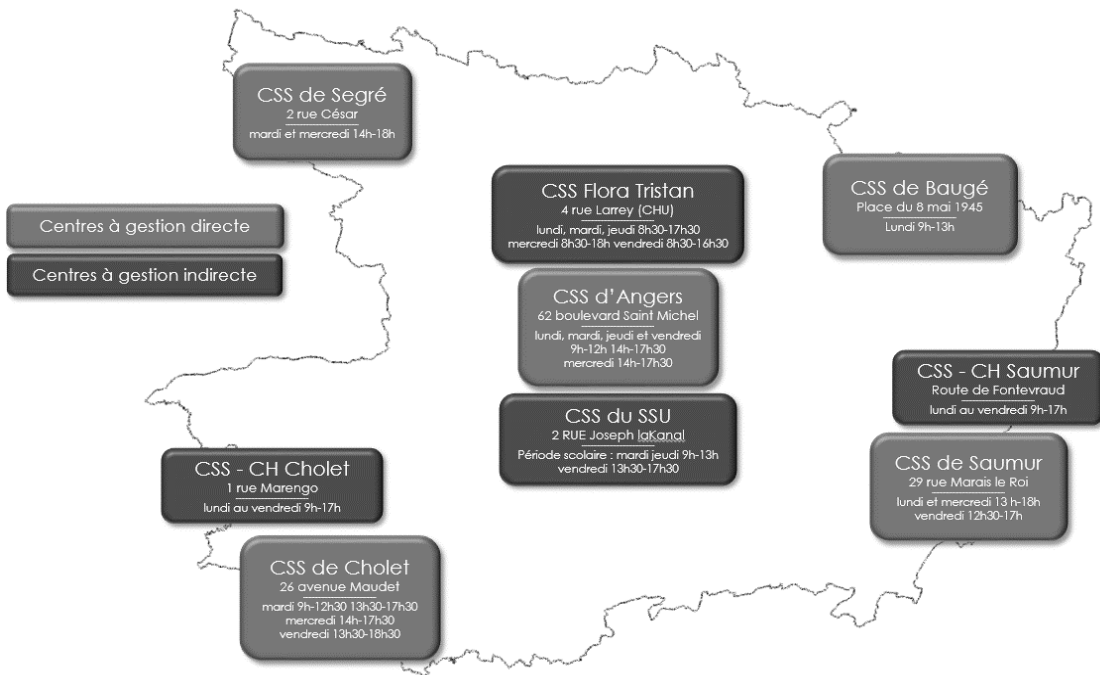 CSS de Segré
2 rue César
mardi et mercredi 14h-18h
Centres à gestion directe
Centres à gestion indirecte
CSS Flora Tristan
4 rue Larrey (CHU)
lundi, mardi, jeudi 8h30-17h30
mercredi 8h30-18h vendredi 8h30-16h30
CSS de Baugé
Place du 8 mai 1945
Lundi 9h-13h
CSS d'Angers
62 boulevard Saint Michel
lundi, mardi, jeudi et vendredi
9h-12h 14h-17h30
mercredi 14h-17h30
CSS - CH Saumur
Route de Fontevraud
lundi au vendredi 9h-17h
CSS du SSU
2 RUE Joseph laKanal
Période scolaire : mardi jeudi 9h-13h
vendredi 13h30-17h30
CSS de Saumur
29 rue Marais le Roi
lundi et mercredi 13 h-18h
vendredi 12h30-17h
CSS - CH Cholet
1 rue Marengo
lundi au vendredi 9h-17h
CSS de Cholet
26 avenue Maudet
mardi 9h-12h30 13h30-17h30
mercredi 14h-17h30
vendredi 13h30-18h30